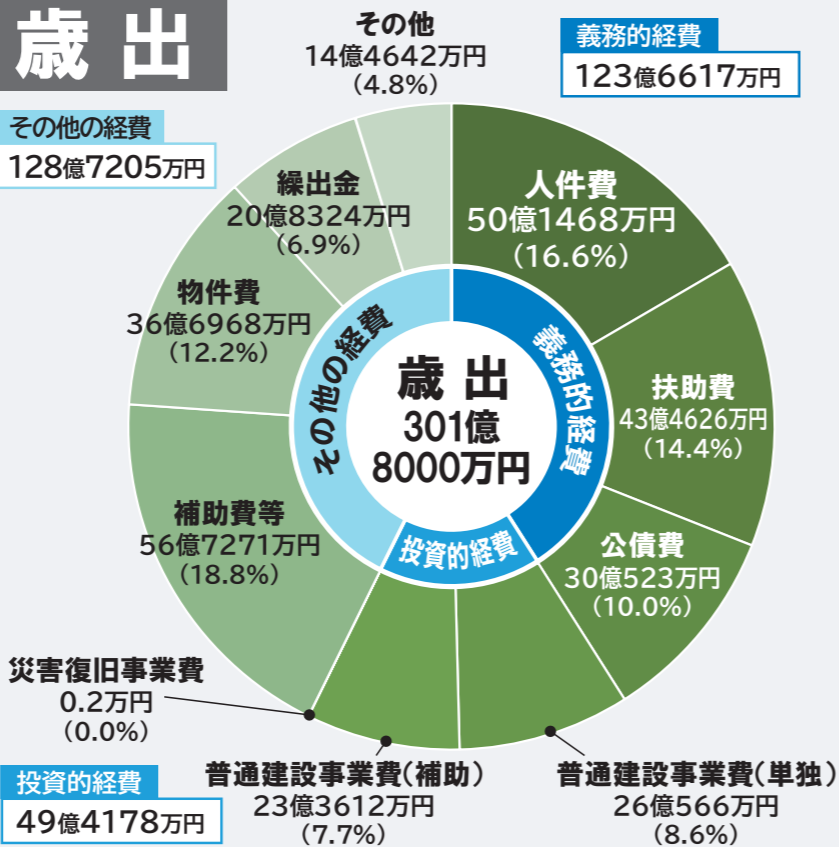 歳出
その他
14億4642万円
（4.8%）
義務的経費
123億6617万円
その他の経費
128億7205万円
繰出金
20億8324万円
（6.9%）
人件費
50億1468万円
（16.6%）
物件費
36億6968万円
（12.2%）
その他の経費
義務的経費
歳出
301億
8000万円
扶助費
43億4626万円
（14.4%）
補助費等
56億7271万円
（18.8%）
投資的経費
公債費
30億523万円
（10.0%）
災害復旧事業費
0.2万円
（0.0%）
投資的経費
49億4178万円
普通建設事業費（補助）
23億3612万円
（7.7%）
普通建設事業費（単独）
26億566万円
（8.6%）